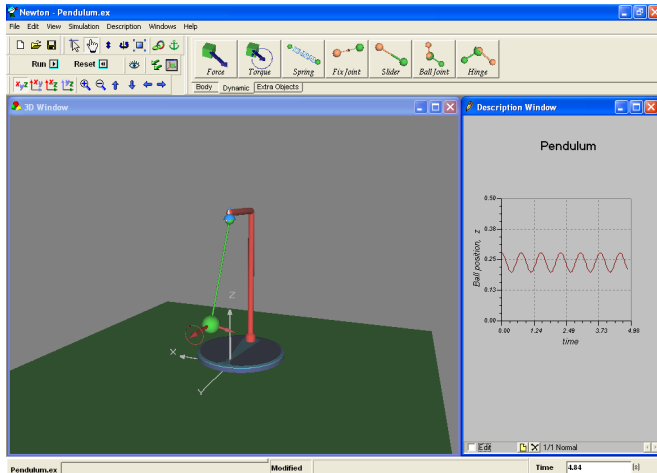 Newton - Pendulum.ex
File Edit View Simulation Description Windows Help
Run Reset
Force Torque Spring Fix Joint Slider Ball Joint Hinge
Body Dynamic Extra Objects
3D Window
Z
X
Y
Description Window
Pendulum
Ball position, z
0.50
0.38
0.25
0.13
0.00
0.00 1.24 2.49 3.73 4.98
time
Edit 1/1 Normal
Pendulum.ex Modified Time 4.84 (s)